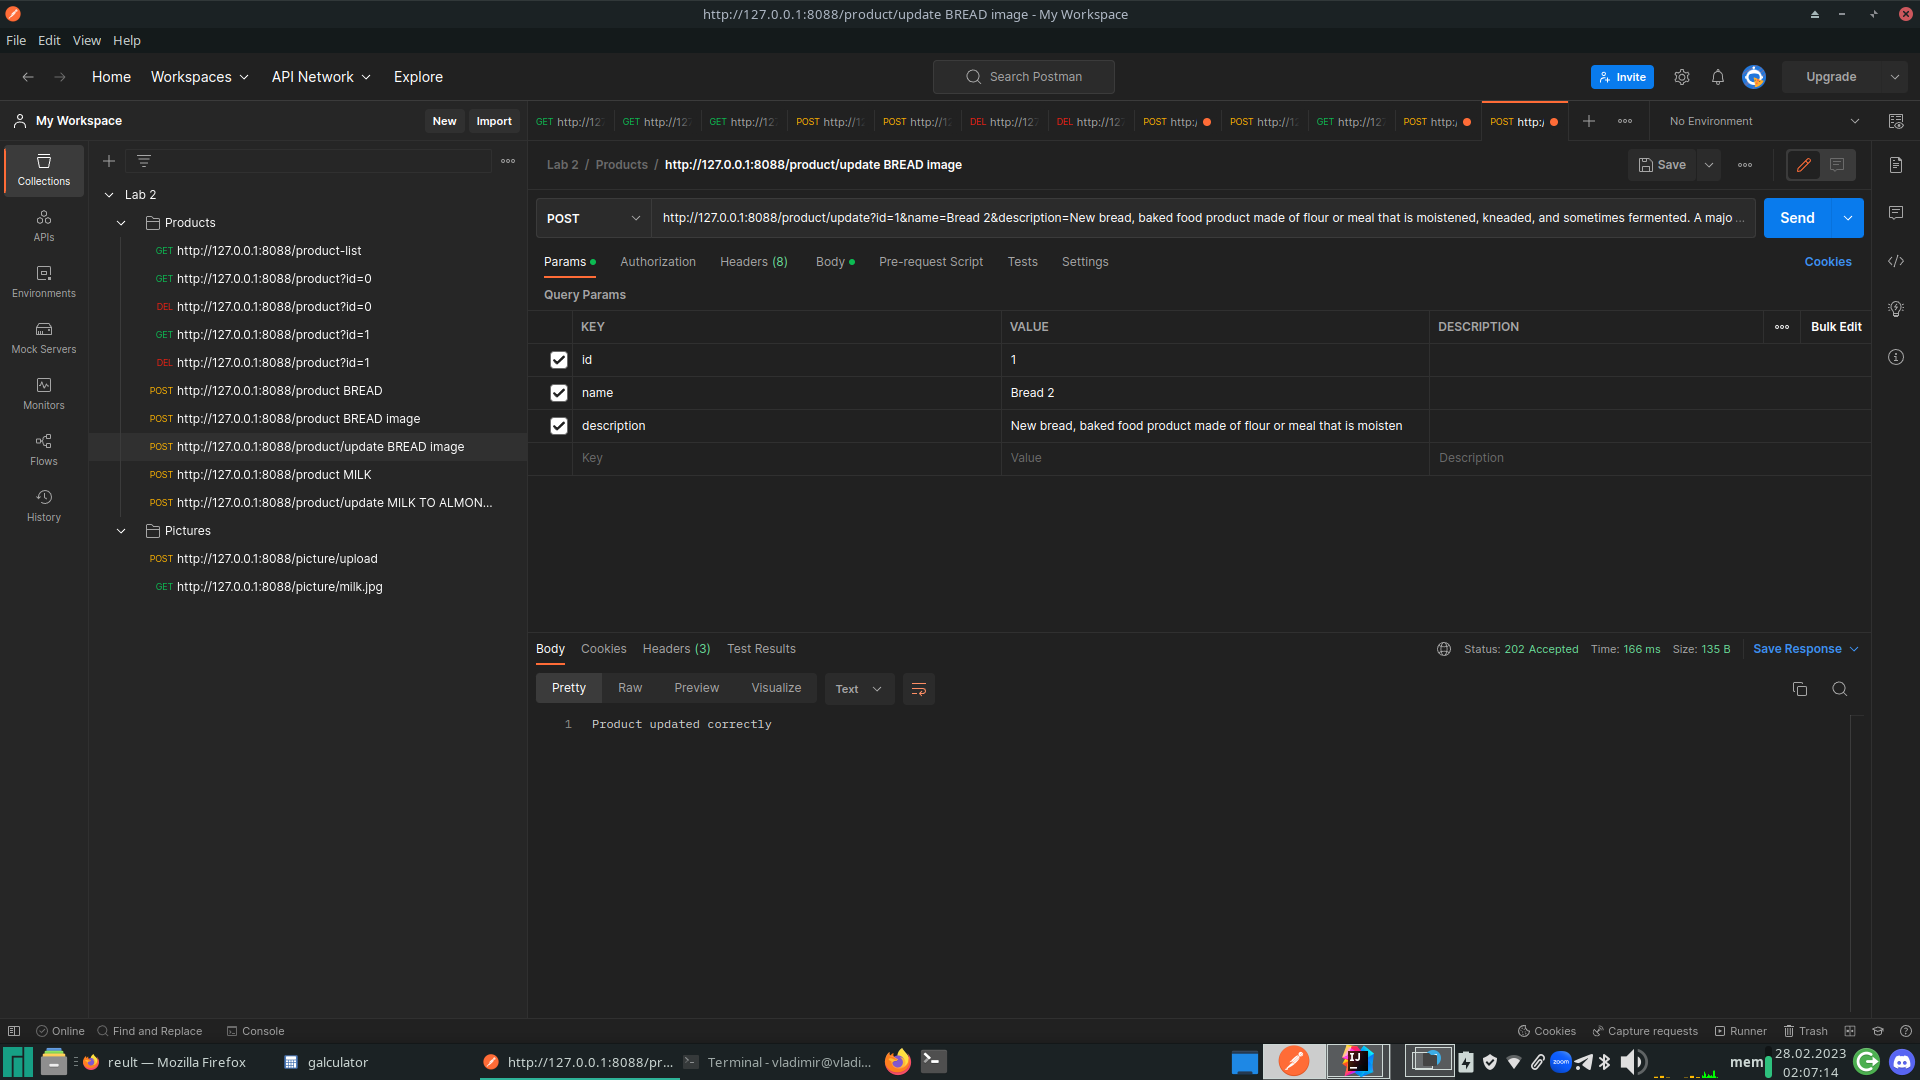 http://127.0.0.1:8088/product/update BREAD image - My Workspace
File Edit View Help
Home Workspaces API Network Explore
Search Postman
Invite
Upgrade
My Workspace
New Import
GET http://12 GET http://12 GET http://12 POST http://1 POST http://1 DEL http://12 DEL http://12 POST http:/ POST http://1 GET http://12 POST http:/ POST http:/
No Environment
Collections
APIs
Environments
Mock Servers
Monitors
Flows
History
Lab 2
Products
GET http://127.0.0.1:8088/product-list
GET http://127.0.0.1:8088/product?id=0
DEL http://127.0.0.1:8088/product?id=0
GET http://127.0.0.1:8088/product?id=1
DEL http://127.0.0.1:8088/product?id=1
POST http://127.0.0.1:8088/product BREAD
POST http://127.0.0.1:8088/product BREAD image
POST http://127.0.0.1:8088/product/update BREAD image
POST http://127.0.0.1:8088/product MILK
POST http://127.0.0.1:8088/product/update MILK TO ALMON...
Pictures
POST http://127.0.0.1:8088/picture/upload
GET http://127.0.0.1:8088/picture/milk.jpg
Lab 2 / Products / http://127.0.0.1:8088/product/update BREAD image
Save
POST
http://127.0.0.1:8088/product/update?id=1&name=Bread 2&description=New bread, baked food product made of flour or meal that is moistened, kneaded, and sometimes fermented. A majo ...
Send
Params Authorization Headers (8) Body Pre-request Script Tests Settings
Cookies
Query Params
KEY VALUE DESCRIPTION
Bulk Edit
id 1
name Bread 2
description New bread, baked food product made of flour or meal that is moisten
Key Value Description
Body Cookies Headers (3) Test Results
Status: 202 Accepted Time: 166 ms Size: 135 B
Save Response
Pretty Raw Preview Visualize Text
1 Product updated correctly
Online Find and Replace Console
Cookies Capture requests Runner Trash
reult — Mozilla Firefox
galculator
http://127.0.0.1:8088/pr...
Terminal - vladimir@vladi...
IJ
zoom
mem
28.02.2023
02:07:14